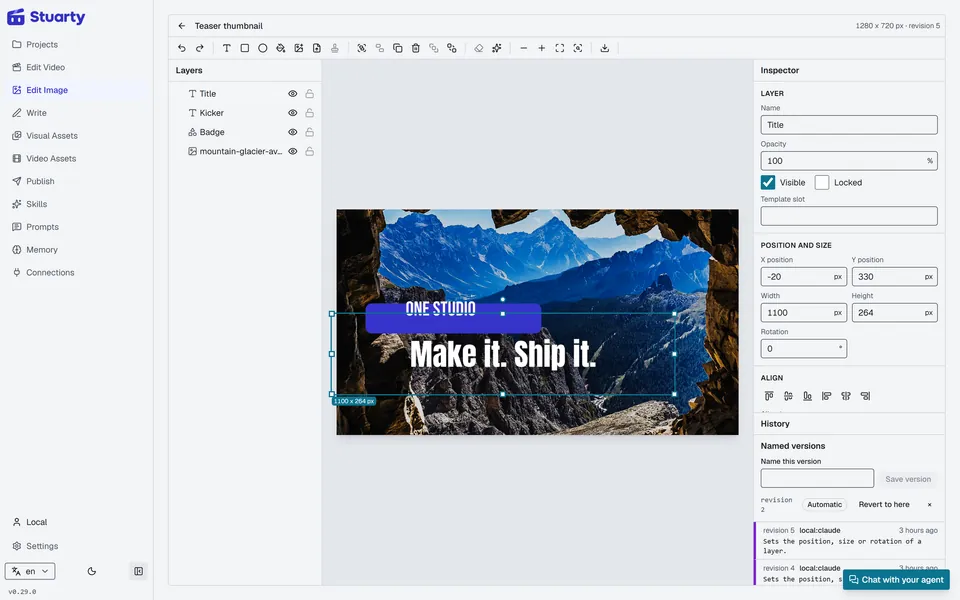 Stuarty
Projects
Edit Video
Edit Image
Write
Visual Assets
Video Assets
Publish
Skills
Prompts
Memory
Connections
Local
Settings
en
v0.29.0
Teaser thumbnail
1280 x 720 px · revision 5
Layers
Title
Kicker
Badge
mountain-glacier-av...
ONE STUDIO
Make it. Ship it.
1100 x 264 px
Inspector
LAYER
Name
Title
Opacity
100 %
Visible Locked
Template slot
POSITION AND SIZE
X position Y position
-20 px 330 px
Width Height
1100 px 264 px
Rotation
0 °
ALIGN
History
Named versions
Name this version
Save version
revision 2 Automatic Revert to here ×
revision 5 local:claude 3 hours ago
Sets the position, size or rotation of a
layer.
revision 4 local:claude 3 hours ago
Sets the position, s
Chat with your agent